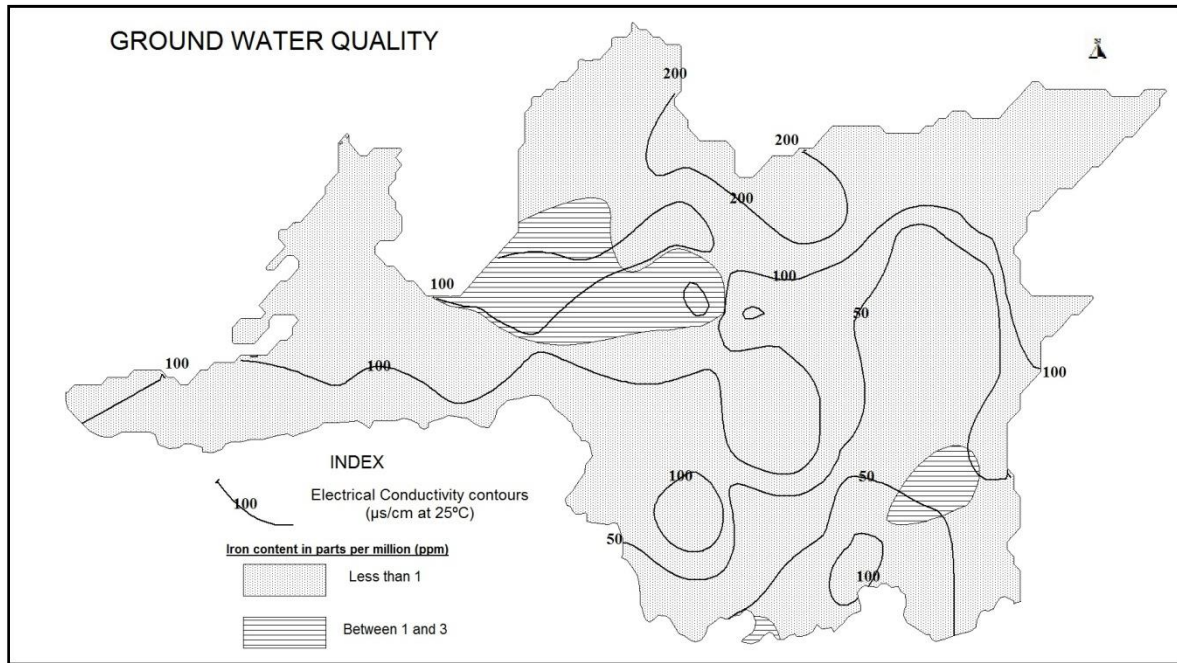 GROUND WATER QUALITY
N
200
200
200
100
100
50
100
100
100
100
50
50
100
INDEX
100
Electrical Conductivity contours
(µs/cm at 25ºC)
Iron content in parts per million (ppm)
Less than 1
Between 1 and 3